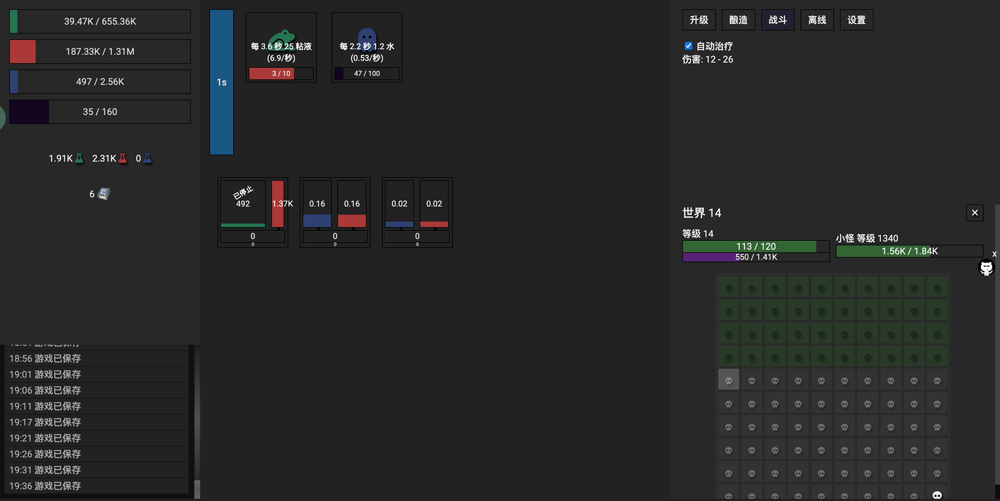 39.47K / 655.36K
187.33K / 1.31M
497 / 2.56K
35 / 160
1.91K 2.31K 0
6
18:56 游戏已保存
19:01 游戏已保存
19:06 游戏已保存
19:11 游戏已保存
19:17 游戏已保存
19:21 游戏已保存
19:26 游戏已保存
19:31 游戏已保存
19:36 游戏已保存
1s
每 3.6 秒 25 粘液
(6.9/秒)
3 / 10
每 2.2 秒 1.2 水
(0.53/秒)
47 / 100
已停止
492 1.37K
0
0
0.16 0.16
0
0
0.02 0.02
0
0
升级 酿造 战斗 离线 设置
自动治疗
伤害: 12 - 26
世界 14
×
等级 14
113 / 120
550 / 1.41K
小怪 等级 1340
1.56K / 1.84K
x